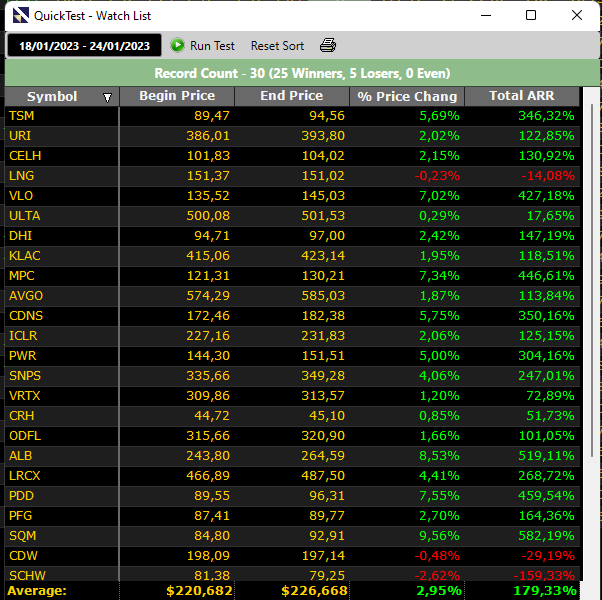 QuickTest - Watch List
18/01/2023 - 24/01/2023 Run Test Reset Sort
Record Count - 30 (25 Winners, 5 Losers, 0 Even)
Symbol Begin Price End Price % Price Chang Total ARR
TSM 89,47 94,56 5,69% 346,32%
URI 386,01 393,80 2,02% 122,85%
CELH 101,83 104,02 2,15% 130,92%
LNG 151,37 151,02 -0,23% -14,08%
VLO 135,52 145,03 7,02% 427,18%
ULTA 500,08 501,53 0,29% 17,65%
DHI 94,71 97,00 2,42% 147,19%
KLAC 415,06 423,14 1,95% 118,51%
MPC 121,31 130,21 7,34% 446,61%
AVGO 574,29 585,03 1,87% 113,84%
CDNS 172,46 182,38 5,75% 350,16%
ICLR 227,16 231,83 2,06% 125,15%
PWR 144,30 151,51 5,00% 304,16%
SNPS 335,66 349,28 4,06% 247,01%
VRTX 309,86 313,57 1,20% 72,89%
CRH 44,72 45,10 0,85% 51,73%
ODFL 315,66 320,90 1,66% 101,05%
ALB 243,80 264,59 8,53% 519,11%
LRCX 466,89 487,50 4,41% 268,72%
PDD 89,55 96,31 7,55% 459,54%
PFG 87,41 89,77 2,70% 164,36%
SQM 84,80 92,91 9,56% 582,19%
CDW 198,09 197,14 -0,48% -29,19%
SCHW 81,38 79,25 -2,62% -159,33%
Average: $220,682 $226,668 2,95% 179,33%